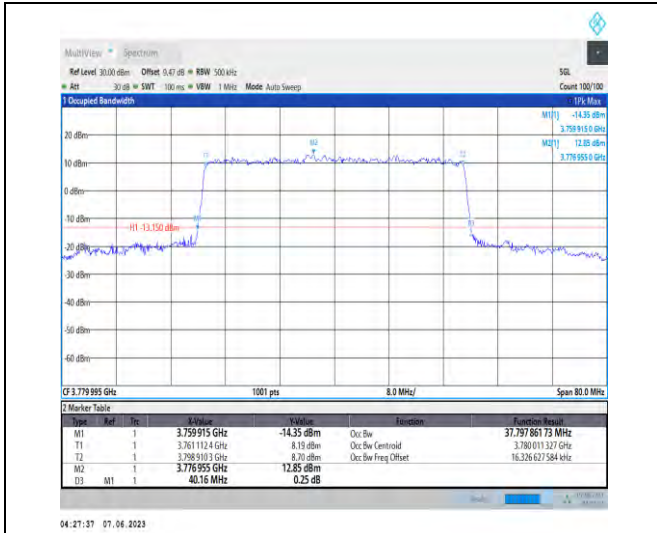 MultiView Spectrum
Ref Level 30.00 dBm Offset 9.47 dB RBW 500 kHz SGL
Att 30 dB SWT 100 ms VBW 1 MHz Mode Auto Sweep Count 100/100
1 Occupied Bandwidth 1Pk Max
M1[1] -14.35 dBm
3.759 915 0 GHz
M2[1] 12.85 dBm
3.776 955 0 GHz
20 dBm
M2
T1
T2
10 dBm
0 dBm
-10 dBm
H1 -13.150 dBm
-20 dBm
-30 dBm
-40 dBm
-50 dBm
-60 dBm
CF 3.779 995 GHz 1001 pts 8.0 MHz/ Span 80.0 MHz
2 Marker Table
Type Ref Trc X-Value Y-Value Function Function Result
M1 1 3.759 915 GHz -14.35 dBm Occ Bw 37.797 861 73 MHz
T1 1 3.761 112 4 GHz 8.19 dBm Occ Bw Centroid 3.780 011 327 GHz
T2 1 3.798 910 3 GHz 8.70 dBm Occ Bw Freq Offset 16.326 627 584 kHz
M2 1 3.776 955 GHz 12.85 dBm
D3 M1 1 40.16 MHz 0.25 dB
04:27:37 07.06.2023